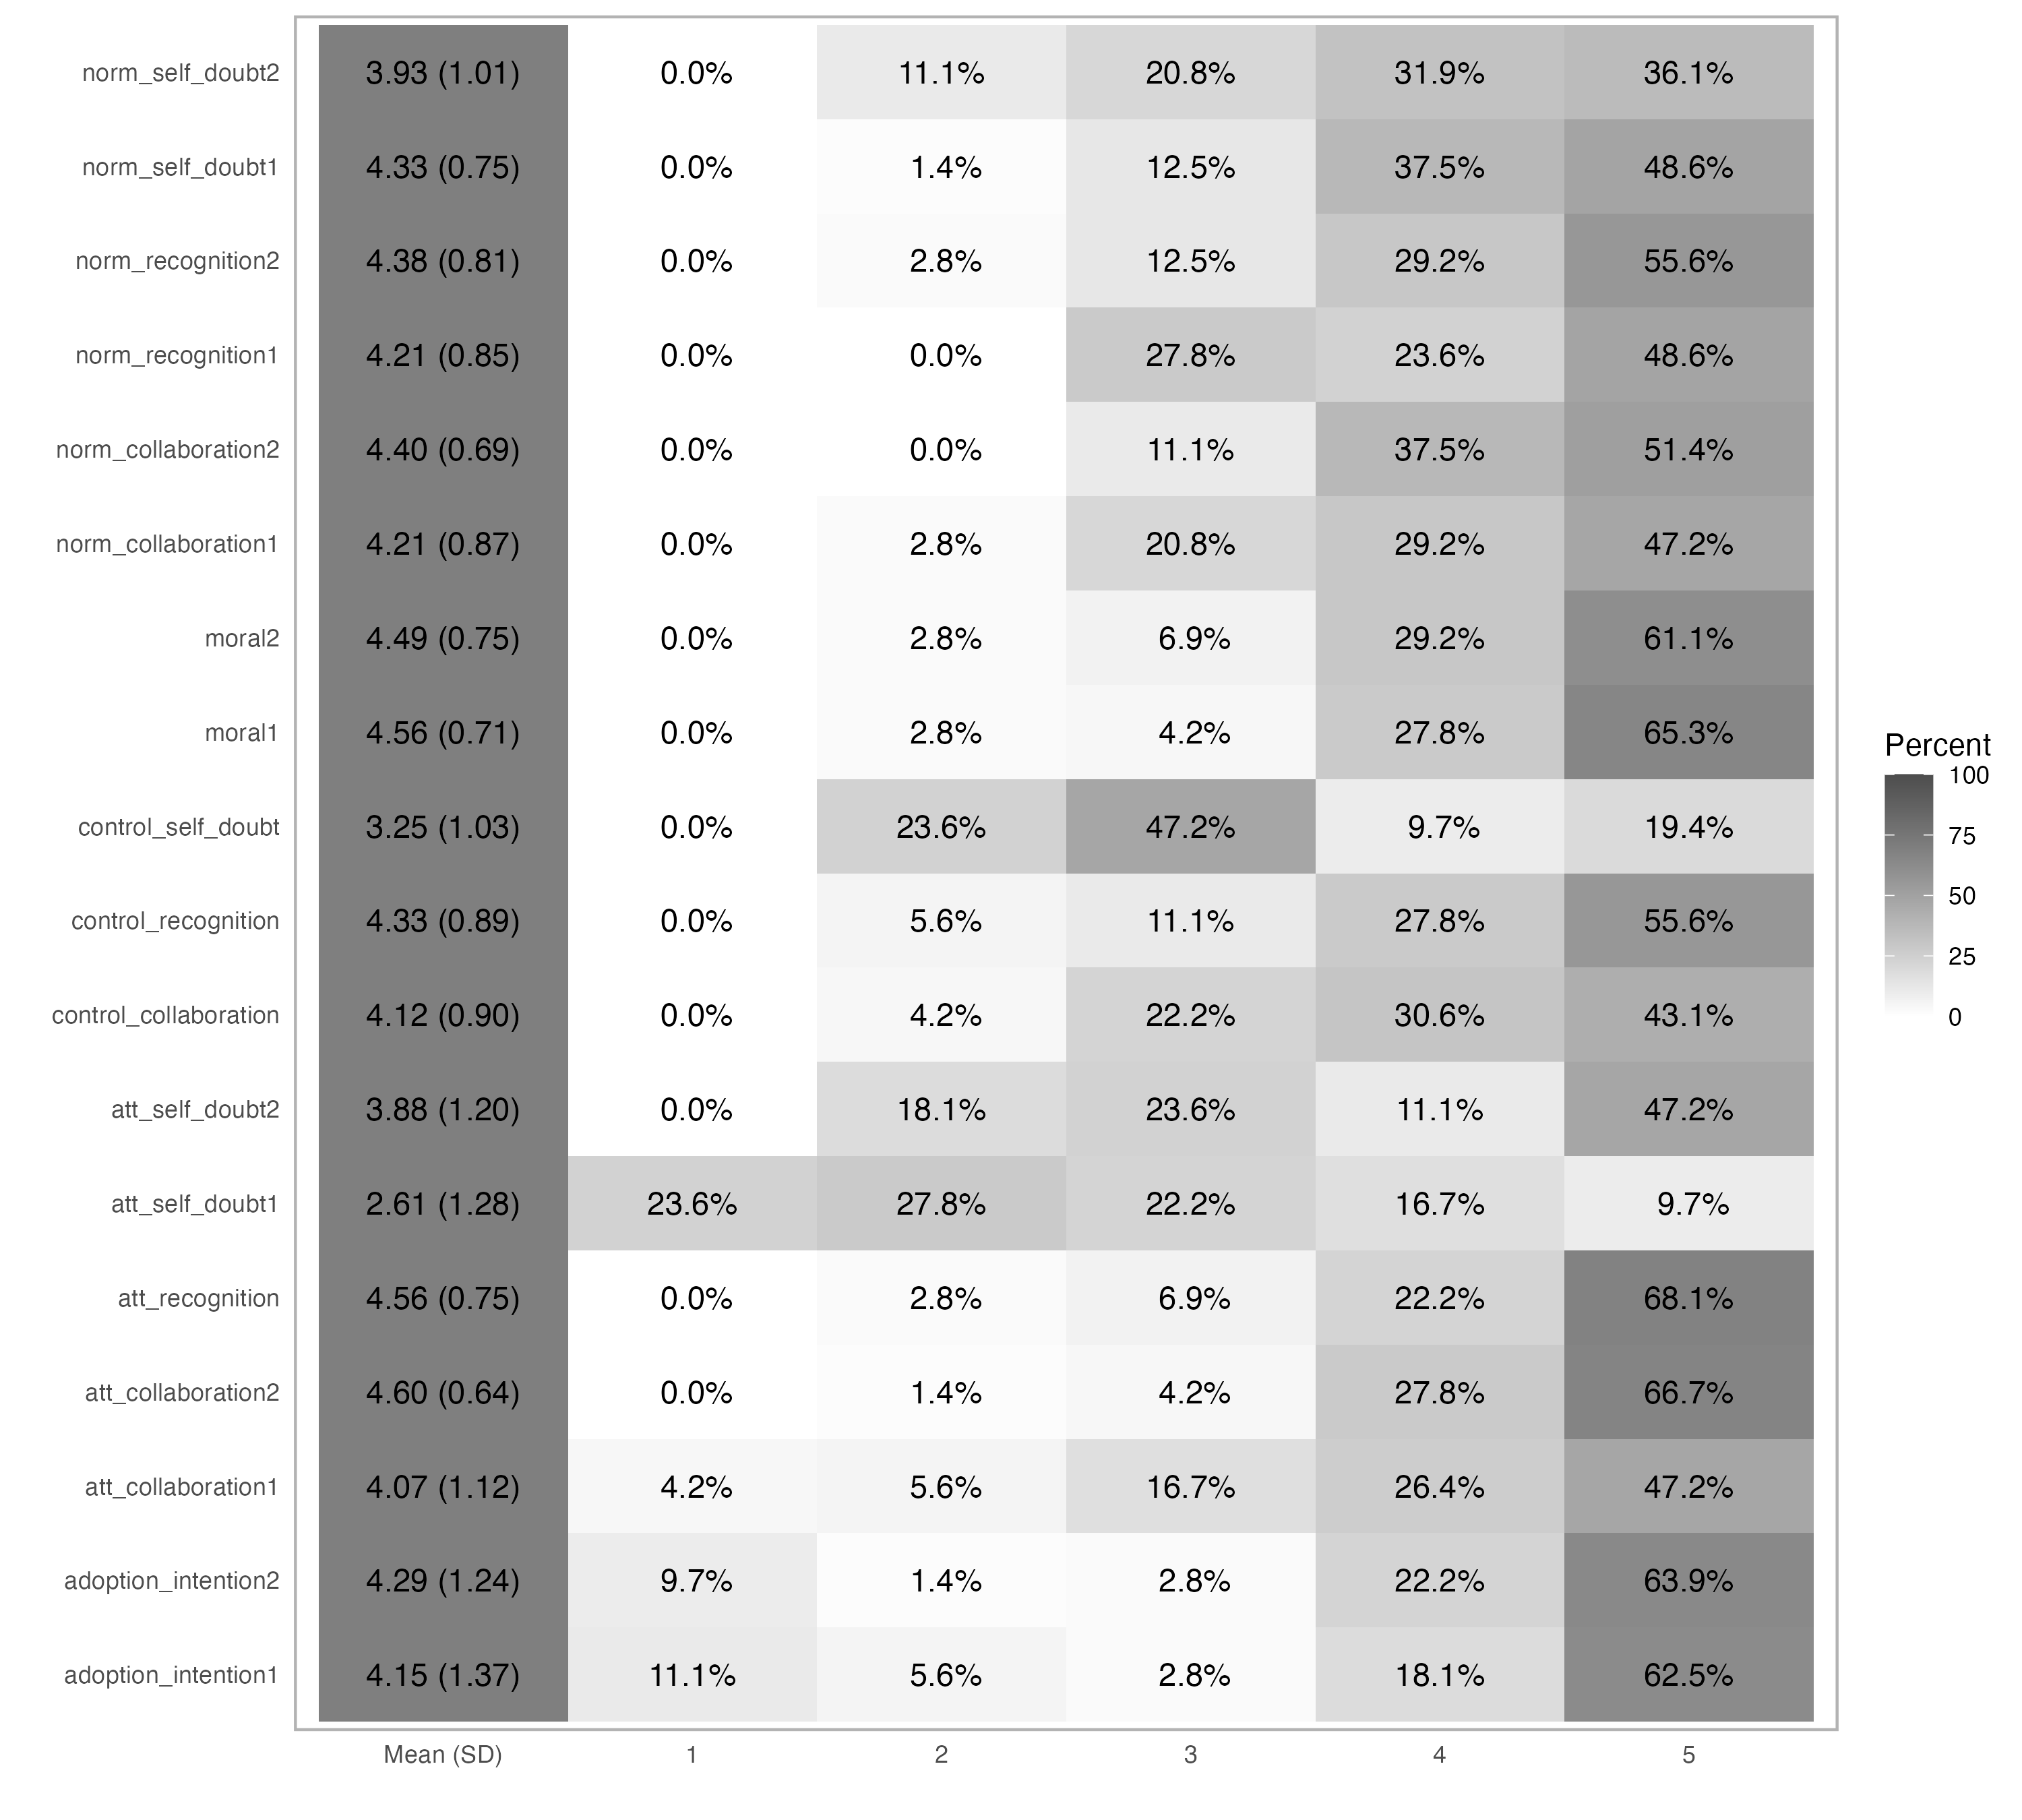 norm_self_doubt2 3.93 (1.01) 0.0% 11.1% 20.8% 31.9% 36.1%
norm_self_doubt1 4.33 (0.75) 0.0% 1.4% 12.5% 37.5% 48.6%
norm_recognition2 4.38 (0.81) 0.0% 2.8% 12.5% 29.2% 55.6%
norm_recognition1 4.21 (0.85) 0.0% 0.0% 27.8% 23.6% 48.6%
norm_collaboration2 4.40 (0.69) 0.0% 0.0% 11.1% 37.5% 51.4%
norm_collaboration1 4.21 (0.87) 0.0% 2.8% 20.8% 29.2% 47.2%
moral2 4.49 (0.75) 0.0% 2.8% 6.9% 29.2% 61.1%
moral1 4.56 (0.71) 0.0% 2.8% 4.2% 27.8% 65.3%
control_self_doubt 3.25 (1.03) 0.0% 23.6% 47.2% 9.7% 19.4%
control_recognition 4.33 (0.89) 0.0% 5.6% 11.1% 27.8% 55.6%
control_collaboration 4.12 (0.90) 0.0% 4.2% 22.2% 30.6% 43.1%
att_self_doubt2 3.88 (1.20) 0.0% 18.1% 23.6% 11.1% 47.2%
att_self_doubt1 2.61 (1.28) 23.6% 27.8% 22.2% 16.7% 9.7%
att_recognition 4.56 (0.75) 0.0% 2.8% 6.9% 22.2% 68.1%
att_collaboration2 4.60 (0.64) 0.0% 1.4% 4.2% 27.8% 66.7%
att_collaboration1 4.07 (1.12) 4.2% 5.6% 16.7% 26.4% 47.2%
adoption_intention2 4.29 (1.24) 9.7% 1.4% 2.8% 22.2% 63.9%
adoption_intention1 4.15 (1.37) 11.1% 5.6% 2.8% 18.1% 62.5%
Mean (SD) 1 2 3 4 5
Percent
100
75
50
25
0